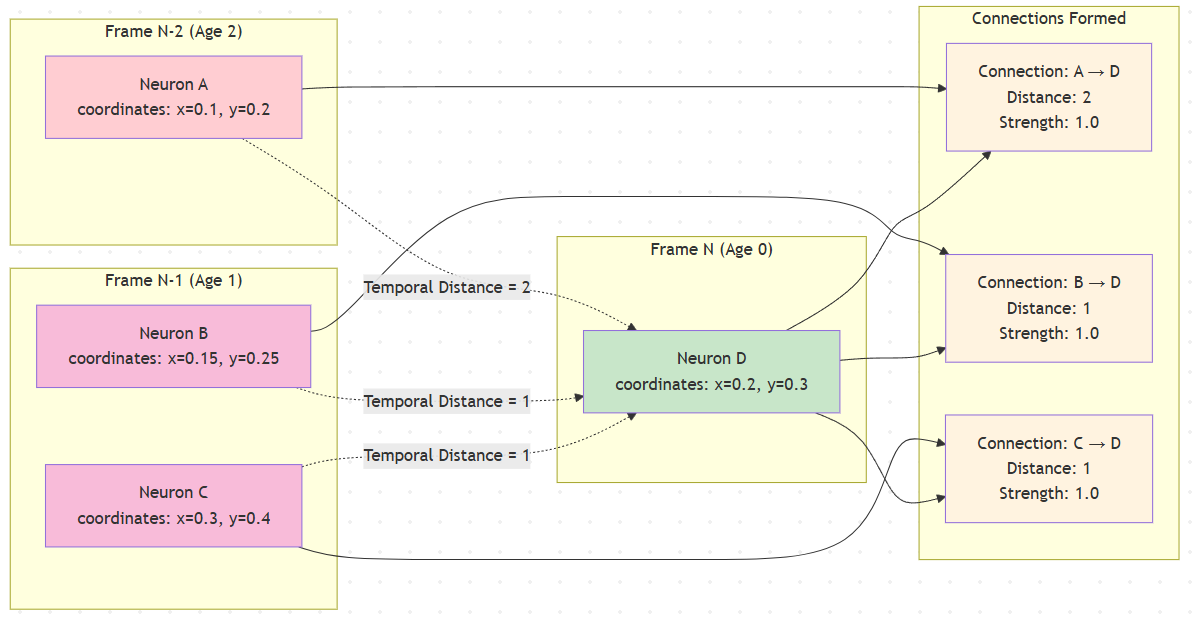 Frame N-2 (Age 2)
Neuron A
coordinates: x=0.1, y=0.2
Frame N-1 (Age 1)
Neuron B
coordinates: x=0.15, y=0.25
Neuron C
coordinates: x=0.3, y=0.4
Temporal Distance = 2
Temporal Distance = 1
Temporal Distance = 1
Frame N (Age 0)
Neuron D
coordinates: x=0.2, y=0.3
Connections Formed
Connection: A → D
Distance: 2
Strength: 1.0
Connection: B → D
Distance: 1
Strength: 1.0
Connection: C → D
Distance: 1
Strength: 1.0